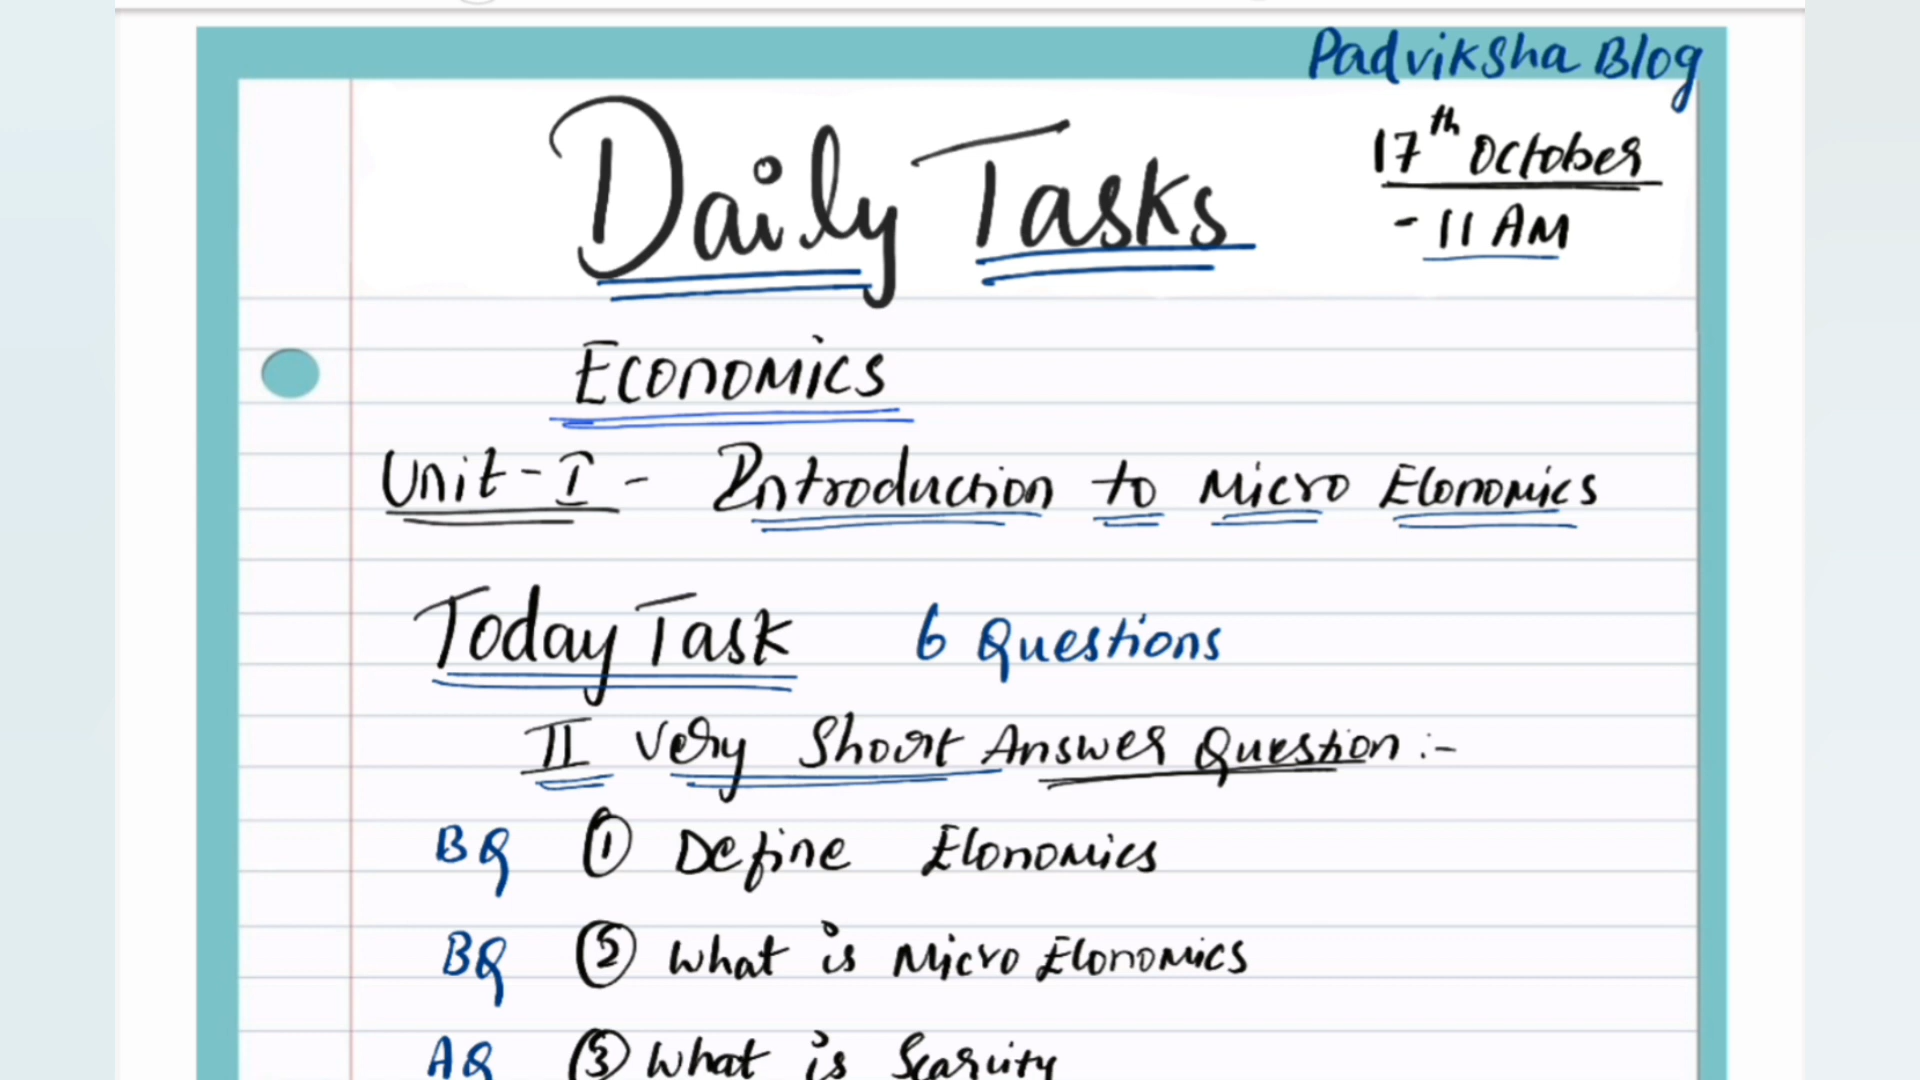 Padviksha Blog
Daily Tasks
17th October
- 11 AM
Economics
Unit - I - Introduction to Micro Economics
Today Task 6 Questions
II Very Short Answer Question :-
BQ ① Define Economics
BQ ② What is Micro Economics
AQ ③ What is Scarcity